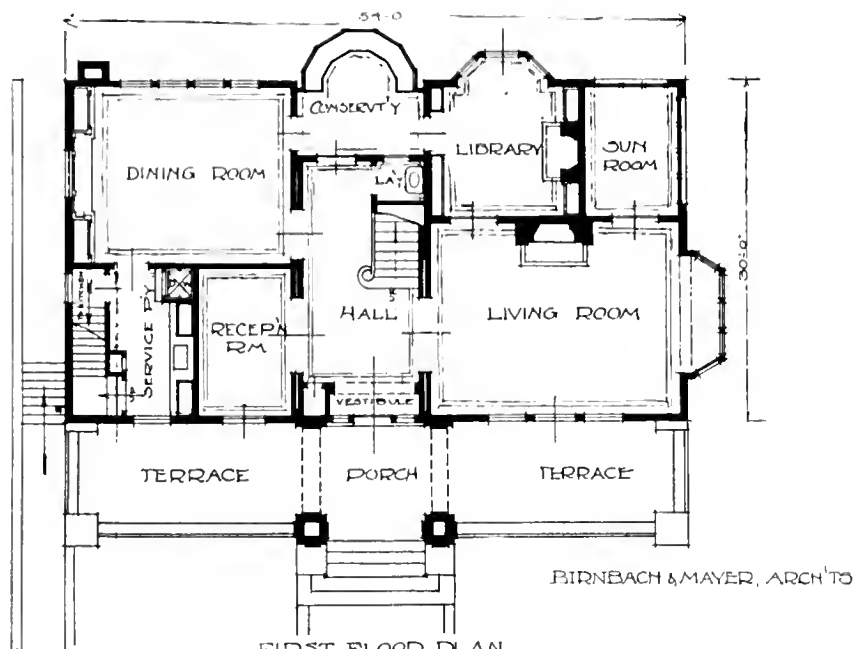 54-0
CONSERVT'Y
LIBRARY
SUN
ROOM
DINING ROOM
LAV
30-0
HALL
LIVING ROOM
RECEP'N
RM.
SERVICE P'Y
VESTIBULE
TERRACE
PORCH
TERRACE
BIRNBACH & MAYER, ARCH'TS
FIRST FLOOR PLAN